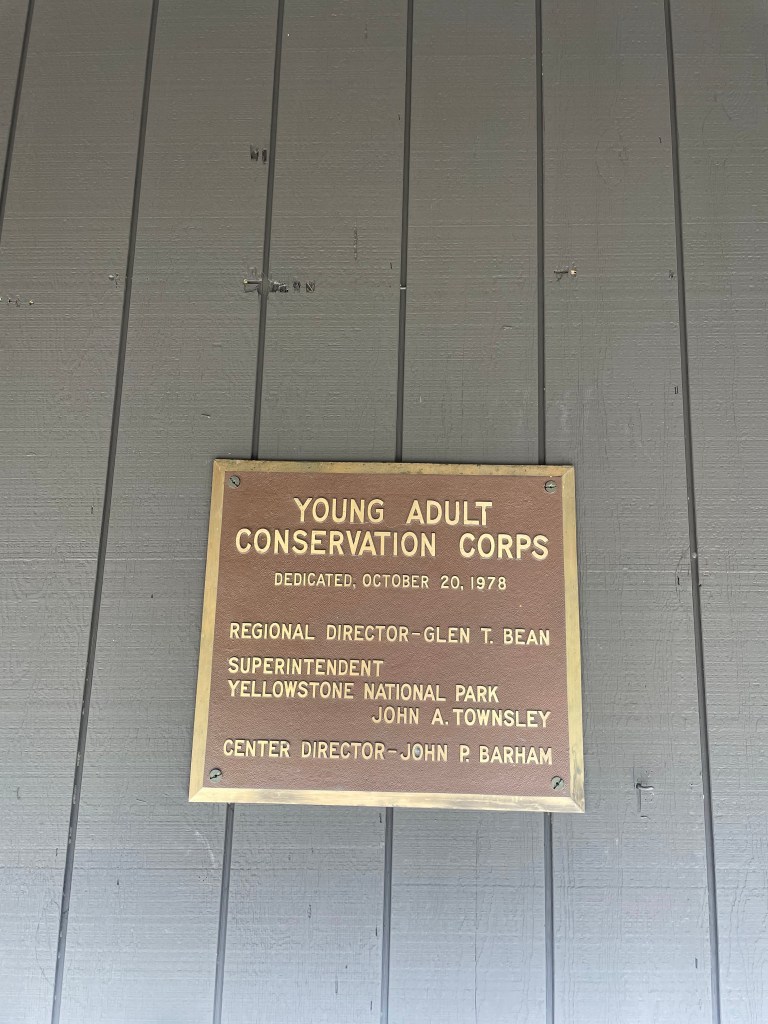 YOUNG ADULT
CONSERVATION CORPS
DEDICATED, OCTOBER 20, 1978
REGIONAL DIRECTOR-GLEN T. BEAN
SUPERINTENDENT
YELLOWSTONE NATIONAL PARK
JOHN A. TOWNSLEY
CENTER DIRECTOR-JOHN P. BARHAM